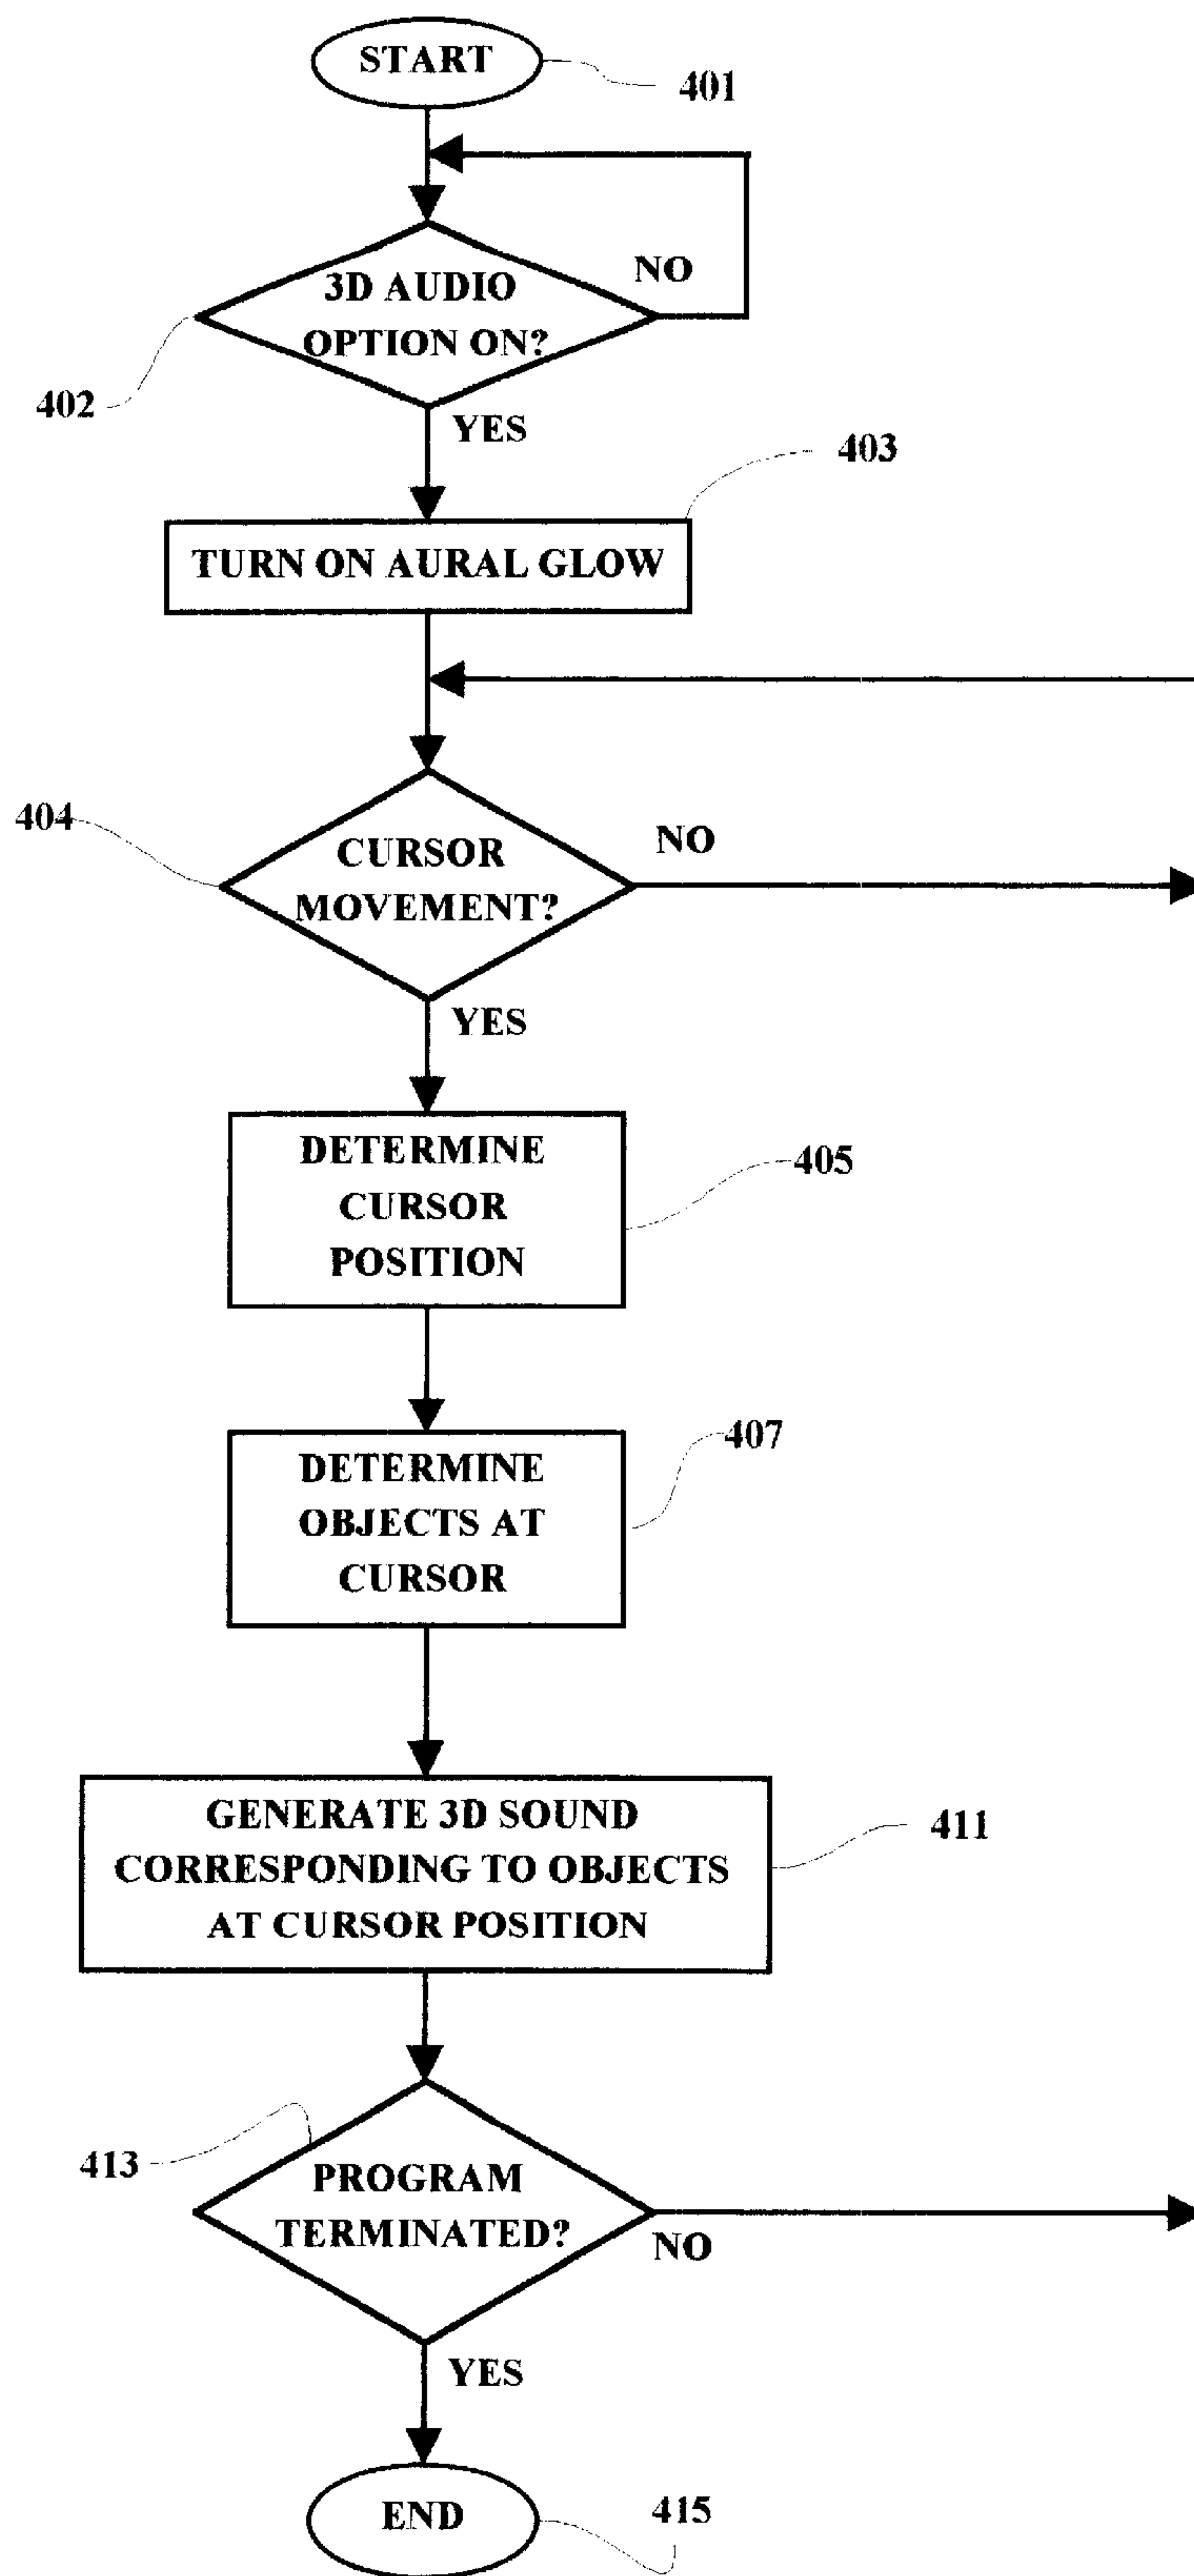 START
401
3D AUDIO
OPTION ON?
NO
402
YES
403
TURN ON AURAL GLOW
404
CURSOR
MOVEMENT?
NO
YES
DETERMINE
CURSOR
POSITION
405
407
DETERMINE
OBJECTS AT
CURSOR
GENERATE 3D SOUND
CORRESPONDING TO OBJECTS
AT CURSOR POSITION
411
413
PROGRAM
TERMINATED?
NO
YES
END
415